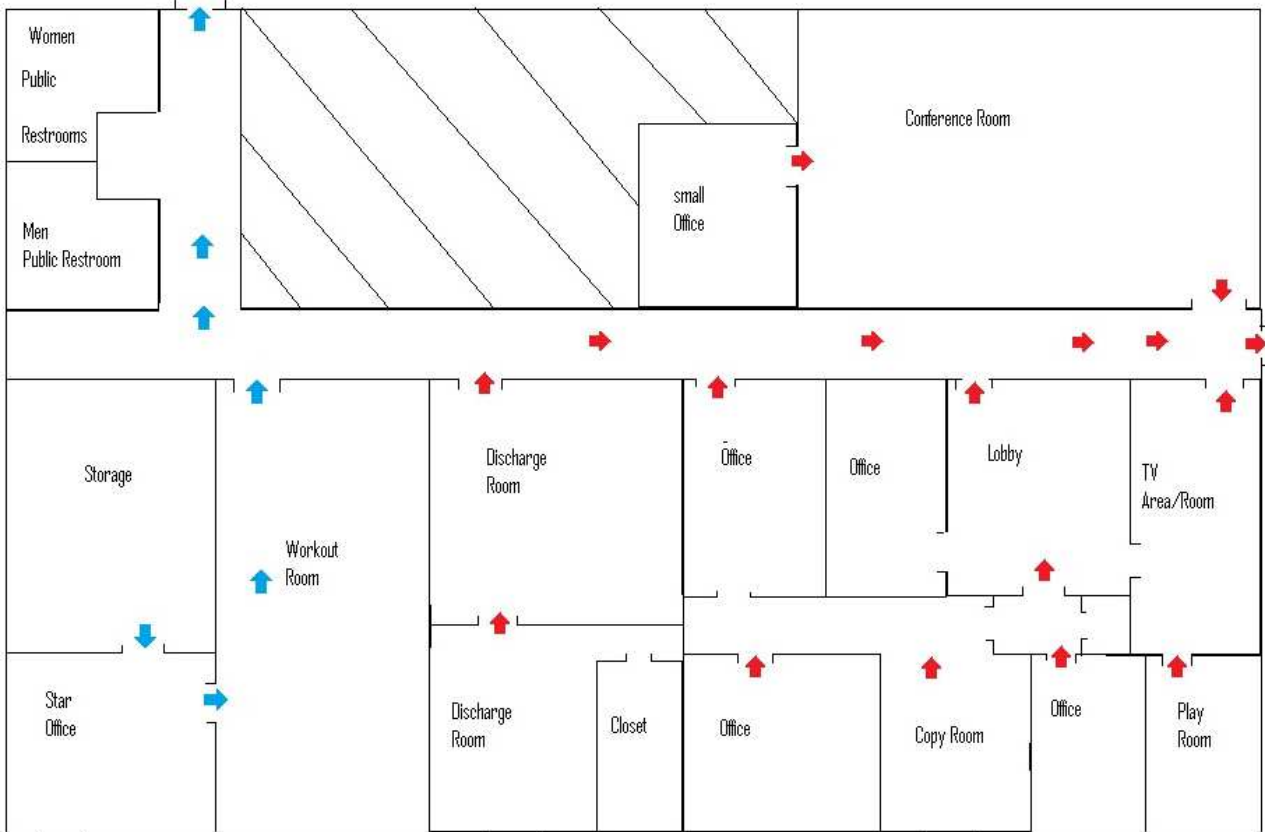 Women
Public
Restrooms
Conference Room
small
Office
Men
Public Restroom
Storage
Workout
Room
Discharge
Room
Office
Office
Lobby
TV
Area/Room
Star
Office
Discharge
Room
Closet
Office
Copy Room
Office
Play
Room